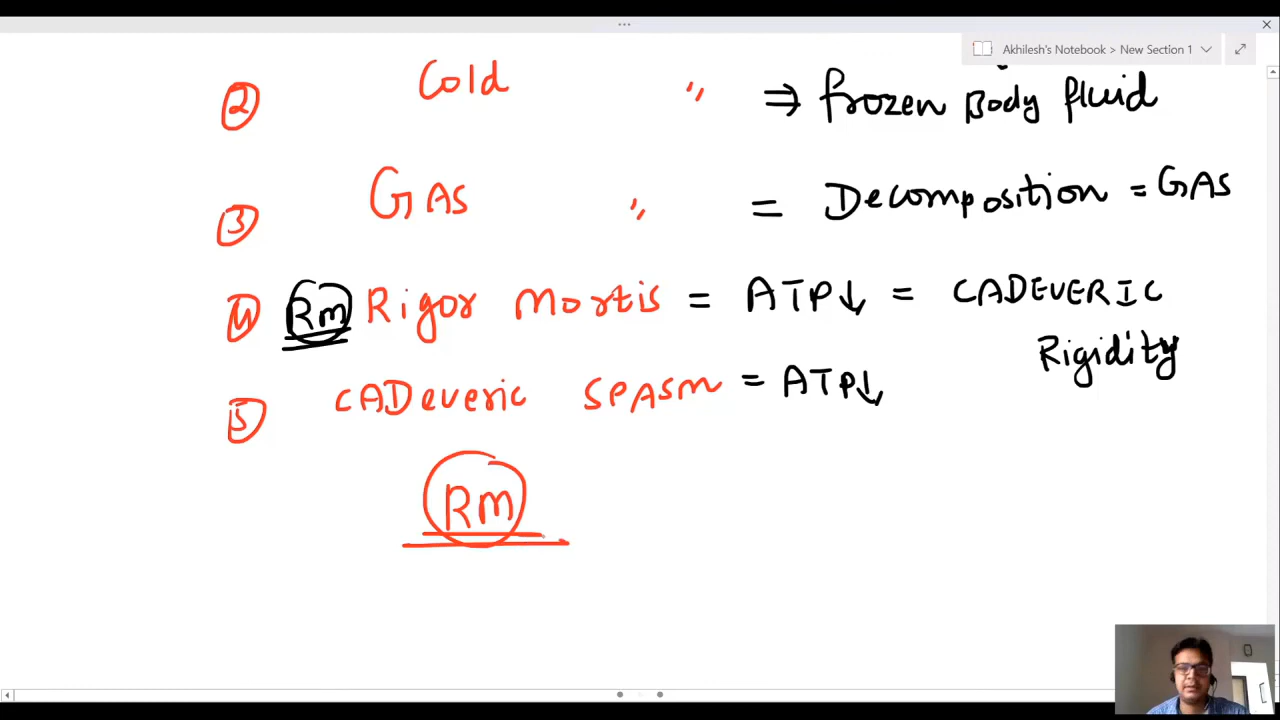 Akhilesh's Notebook > New Section 1
② Cold " ⇒ frozen Body fluid
③ GAS " = Decomposition = GAS
④ Rm Rigor Mortis = ATP↓ = CADEVERIC
Rigidity
⑤ CADeveric SPASM = ATP↓
Rm